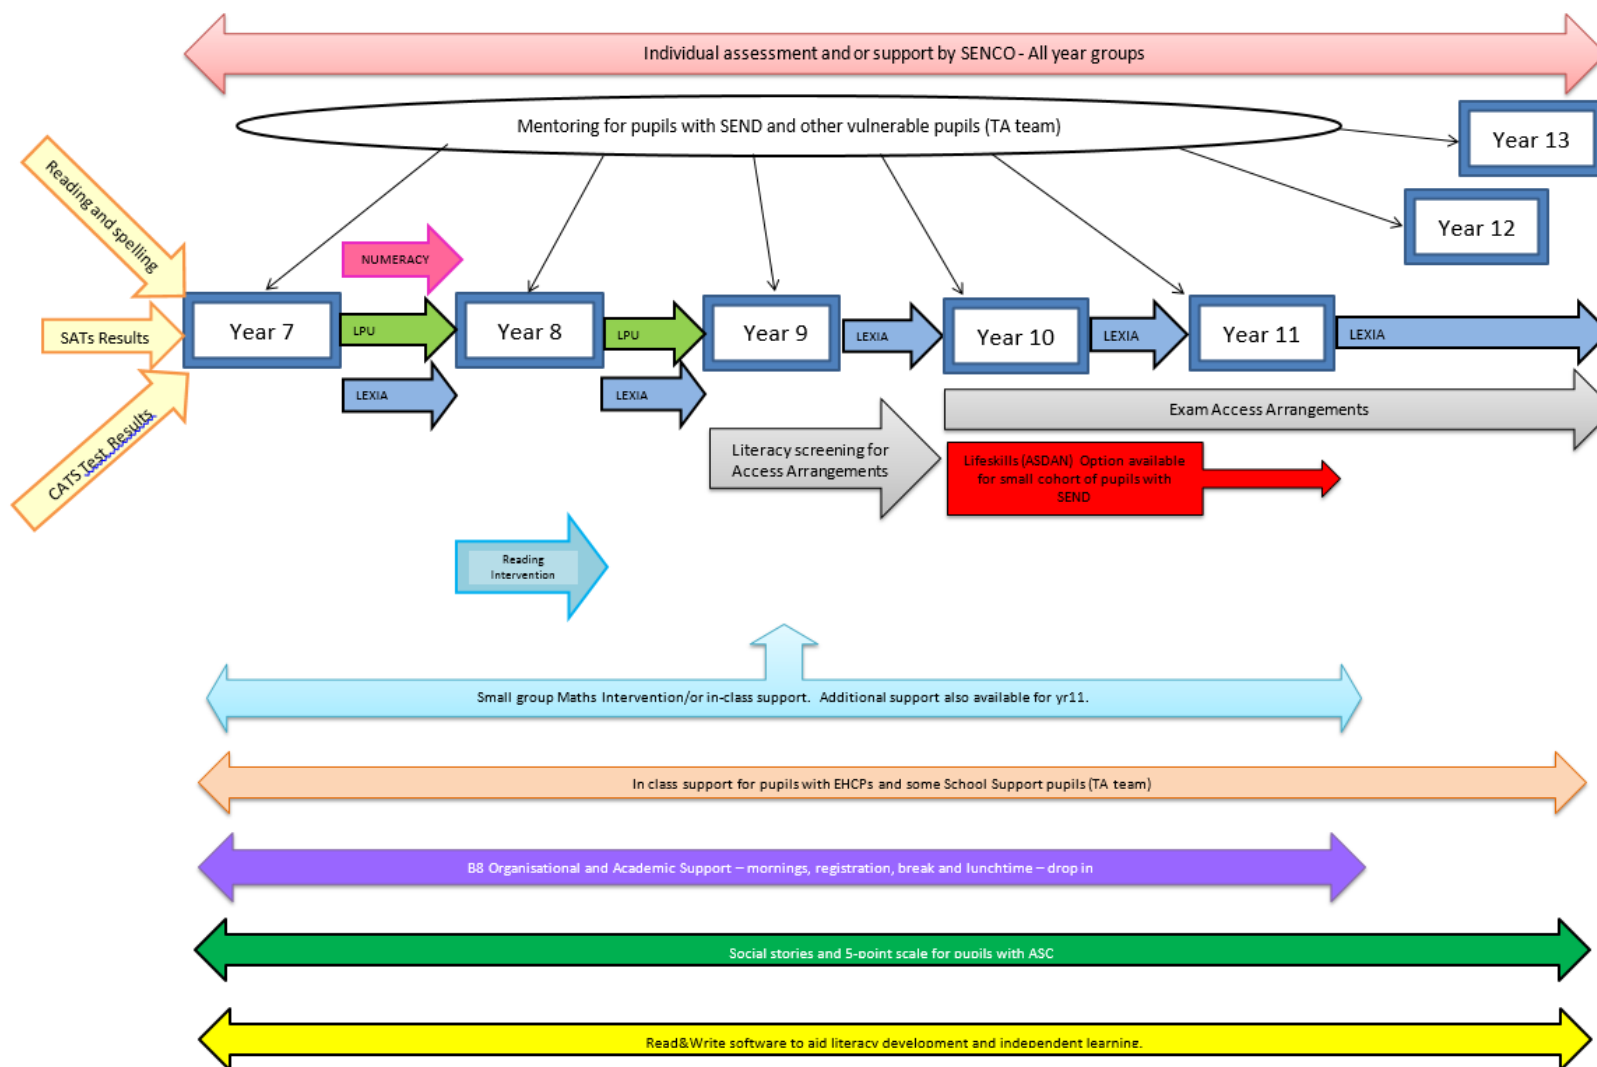 Individual assessment and or support by SENCO - All year groups
Mentoring for pupils with SEND and other vulnerable pupils (TA team)
Year 13
Year 12
Reading and spelling
SATs Results
CATS Test Results
NUMERACY
Year 7
LPU
Year 8
LPU
Year 9
LEXIA
Year 10
LEXIA
Year 11
LEXIA
LEXIA
LEXIA
Exam Access Arrangements
Literacy screening for
Access Arrangements
Lifeskills (ASDAN) Option available
for small cohort of pupils with
SEND
Reading
Intervention
Small group Maths Intervention/or in-class support. Additional support also available for yr11.
In class support for pupils with EHCPs and some School Support pupils (TA team)
B8 Organisational and Academic Support – mornings, registration, break and lunchtime – drop in
Social stories and 5-point scale for pupils with ASC
Read&Write software to aid literacy development and independent learning.